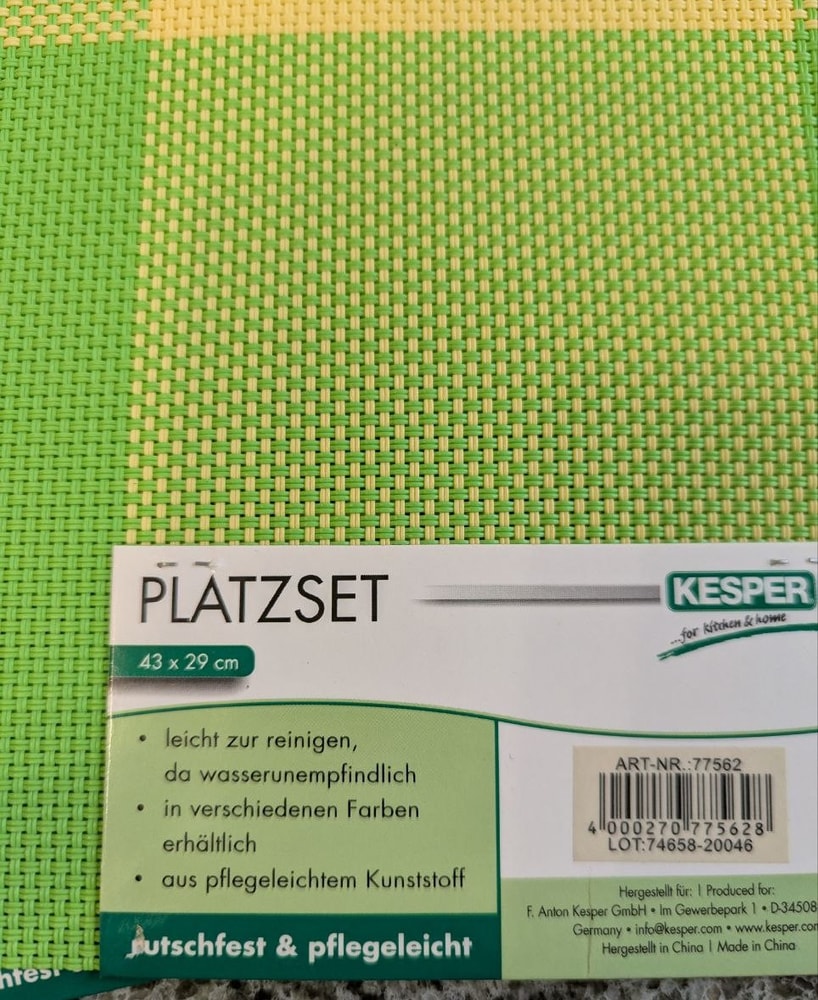 PLATZSET
KESPER
...for kitchen & home
43 x 29 cm
• leicht zur reinigen,
da wasserunempfindlich
• in verschiedenen Farben
erhältlich
• aus pflegeleichtem Kunststoff
rutschfest & pflegeleicht
ART-NR.:77562
4 000270 775628
LOT:74658-20046
Hergestellt für: | Produced for:
F. Anton Kesper GmbH • Im Gewerbepark 1 • D-34508
Germany • info@kesper.com • www.kesper.com
Hergestellt in China | Made in China